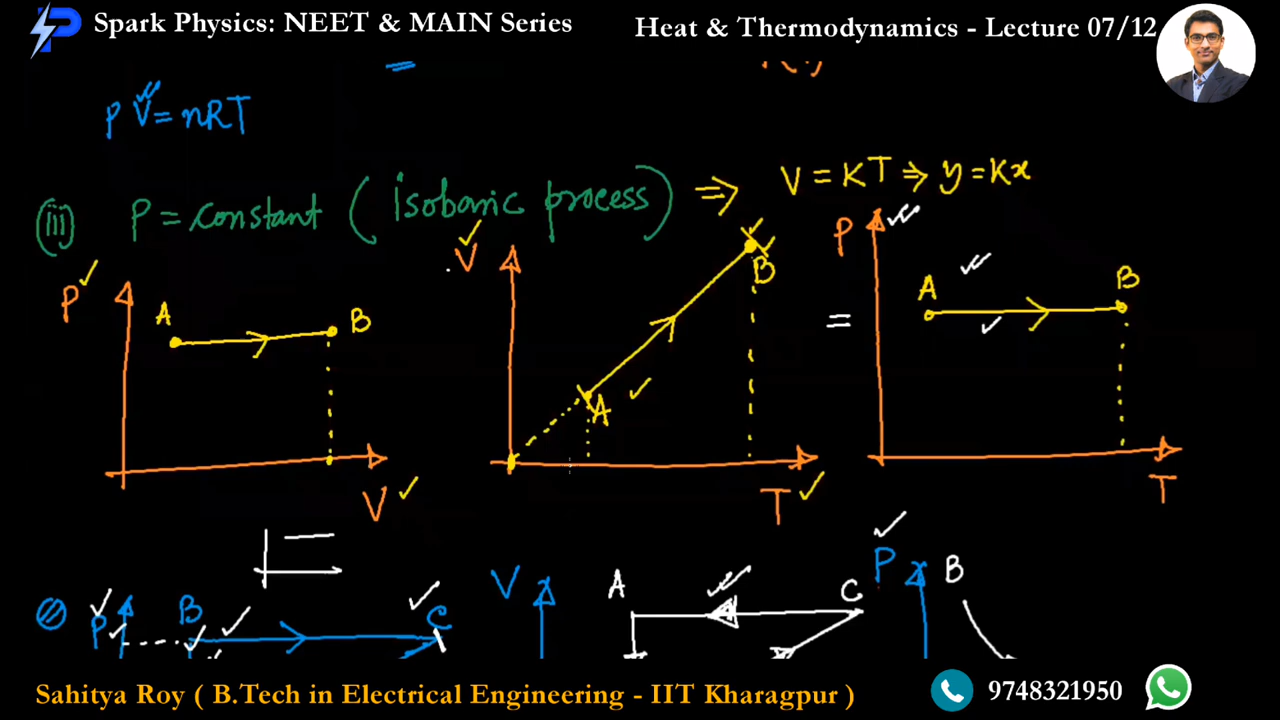 Spark Physics: NEET & MAIN Series
Heat & Thermodynamics - Lecture 07/12
PV = nRT
(iii) P = constant (isobaric process) ⇒ V = KT ⇒ y = Kx
P
A
B
V
V
B
A
T
=
P
A
B
T
P
B
C
V
A
C
P
B
Sahitya Roy ( B.Tech in Electrical Engineering - IIT Kharagpur )
9748321950